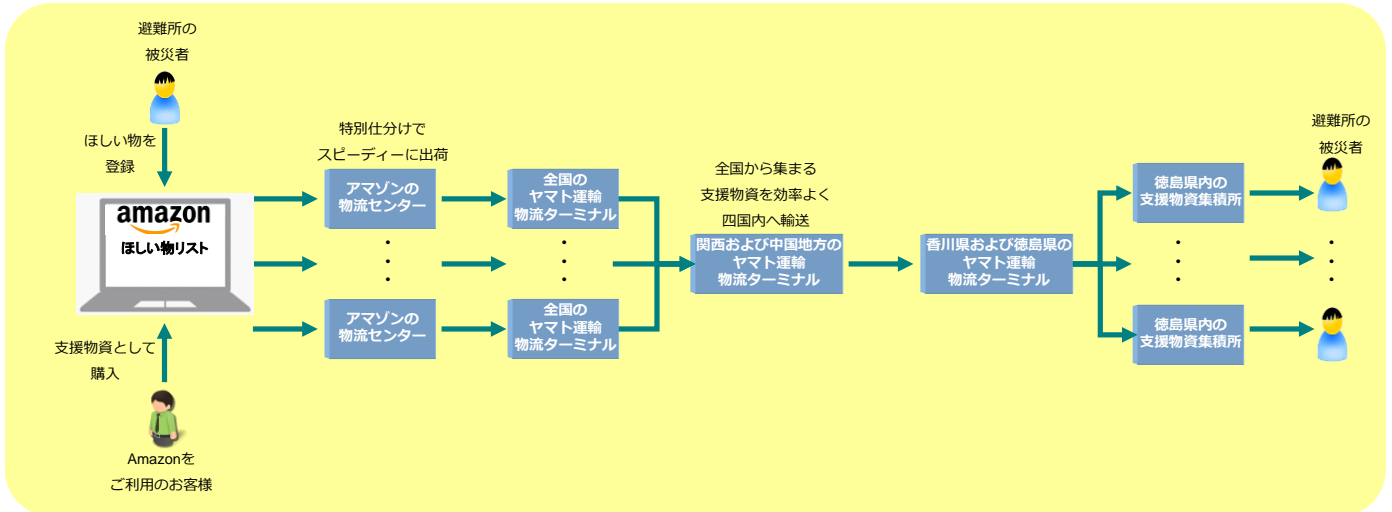 避難所の
被災者
ほしい物を
登録
amazon
ほしい物リスト
支援物資として
購入
Amazonを
ご利用のお客様
特別仕分けで
スピーディーに出荷
アマゾンの
物流センター
・
・
・
アマゾンの
物流センター
全国の
ヤマト運輸
物流ターミナル
・
・
・
全国の
ヤマト運輸
物流ターミナル
全国から集まる
支援物資を効率よく
四国内へ輸送
関西および中国地方の
ヤマト運輸
物流ターミナル
香川県および徳島県の
ヤマト運輸
物流ターミナル
徳島県内の
支援物資集積所
・
・
・
徳島県内の
支援物資集積所
避難所の
被災者
・
・
・